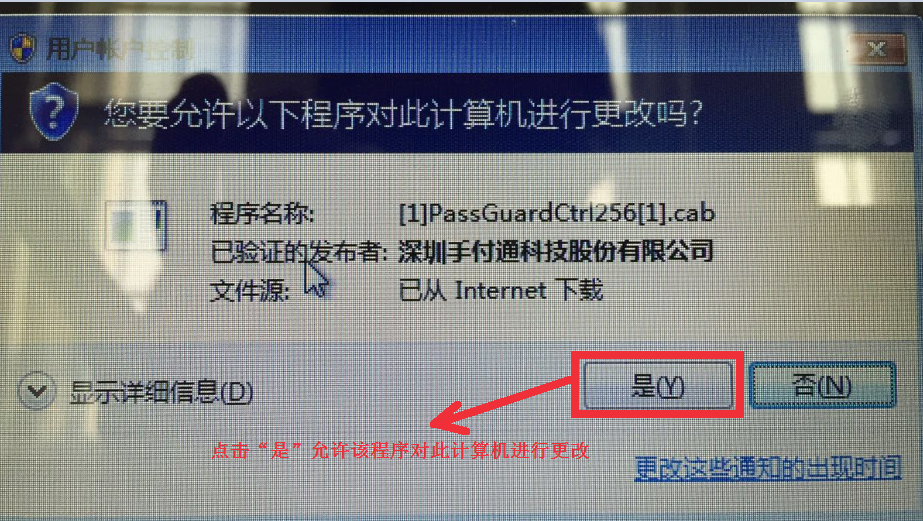 用户帐户控制
您要允许以下程序对此计算机进行更改吗?
程序名称: [1]PassGuardCtrl256[1].cab
已验证的发布者: 深圳手付通科技股份有限公司
文件源: 已从 Internet 下载
显示详细信息(D)
是(Y)
否(N)
点击“是”允许该程序对此计算机进行更改
更改这些通知的出现时间